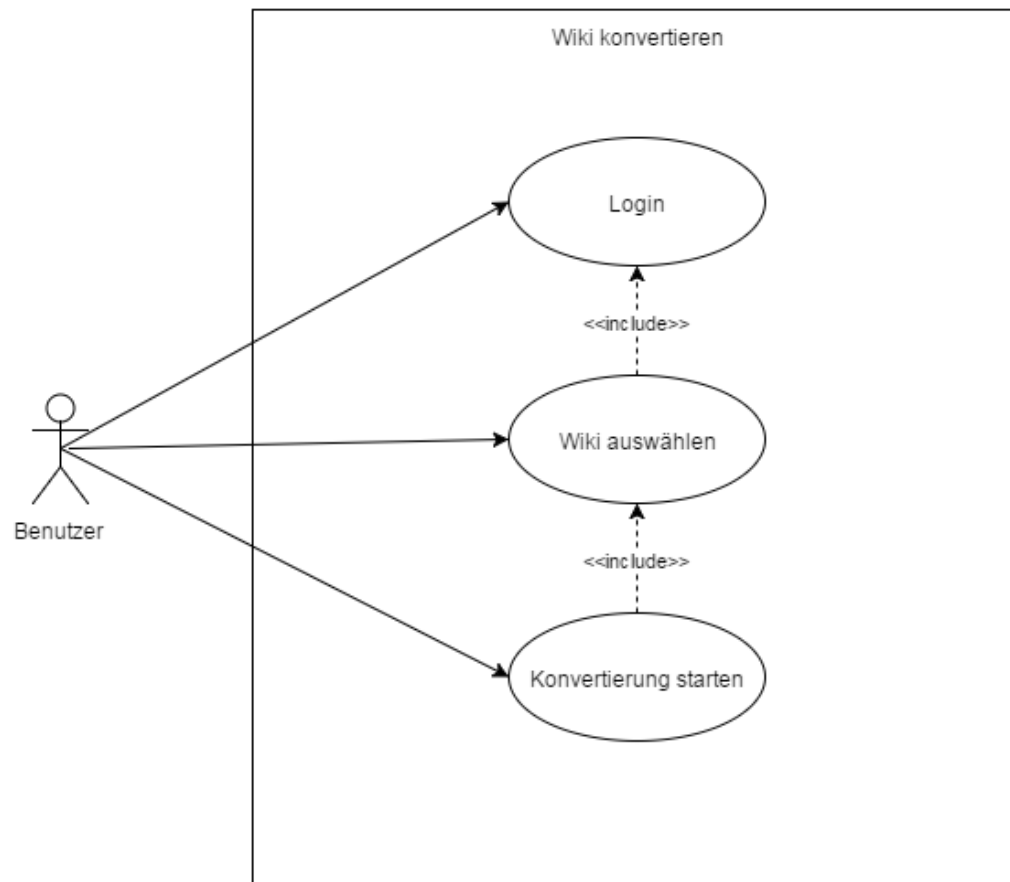 Wiki konvertieren
Login
<<include>>
Wiki auswählen
Benutzer
<<include>>
Konvertierung starten